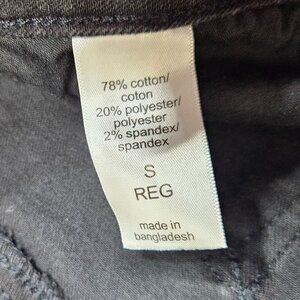 78% cotton/
coton
20% polyester/
polyester
2% spandex/
spandex
S
REG
made in
bangladesh